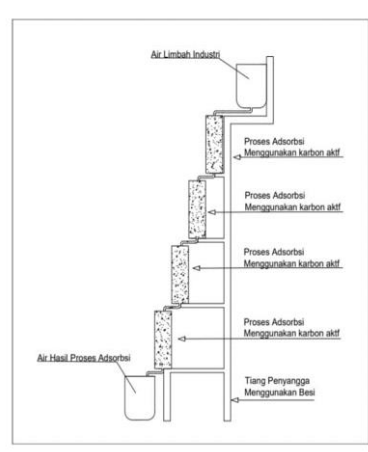 Air Limbah Industri
Proses Adsorbsi
Menggunakan karbon aktf
Proses Adsorbsi
Menggunakan karbon aktf
Proses Adsorbsi
Menggunakan karbon aktf
Proses Adsorbsi
Menggunakan karbon aktf
Air Hasil Proses Adsorbsi
Tiang Penyangga
Menggunakan Besi